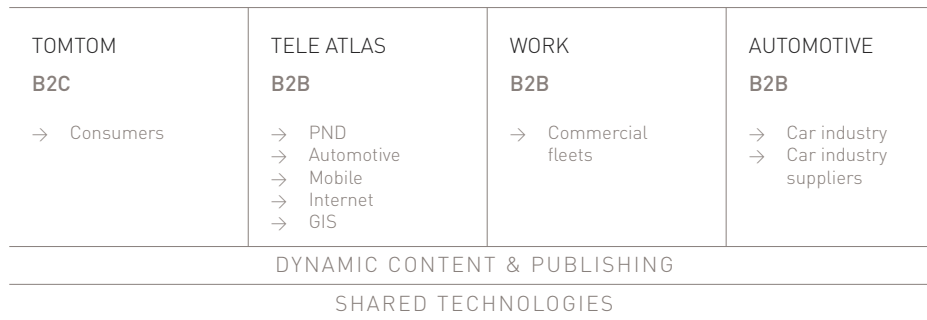 TOMTOM
B2C
→ Consumers
TELE ATLAS
B2B
→ PND
→ Automotive
→ Mobile
→ Internet
→ GIS
WORK
B2B
→ Commercial
fleets
AUTOMOTIVE
B2B
→ Car industry
→ Car industry
suppliers
DYNAMIC CONTENT & PUBLISHING
SHARED TECHNOLOGIES